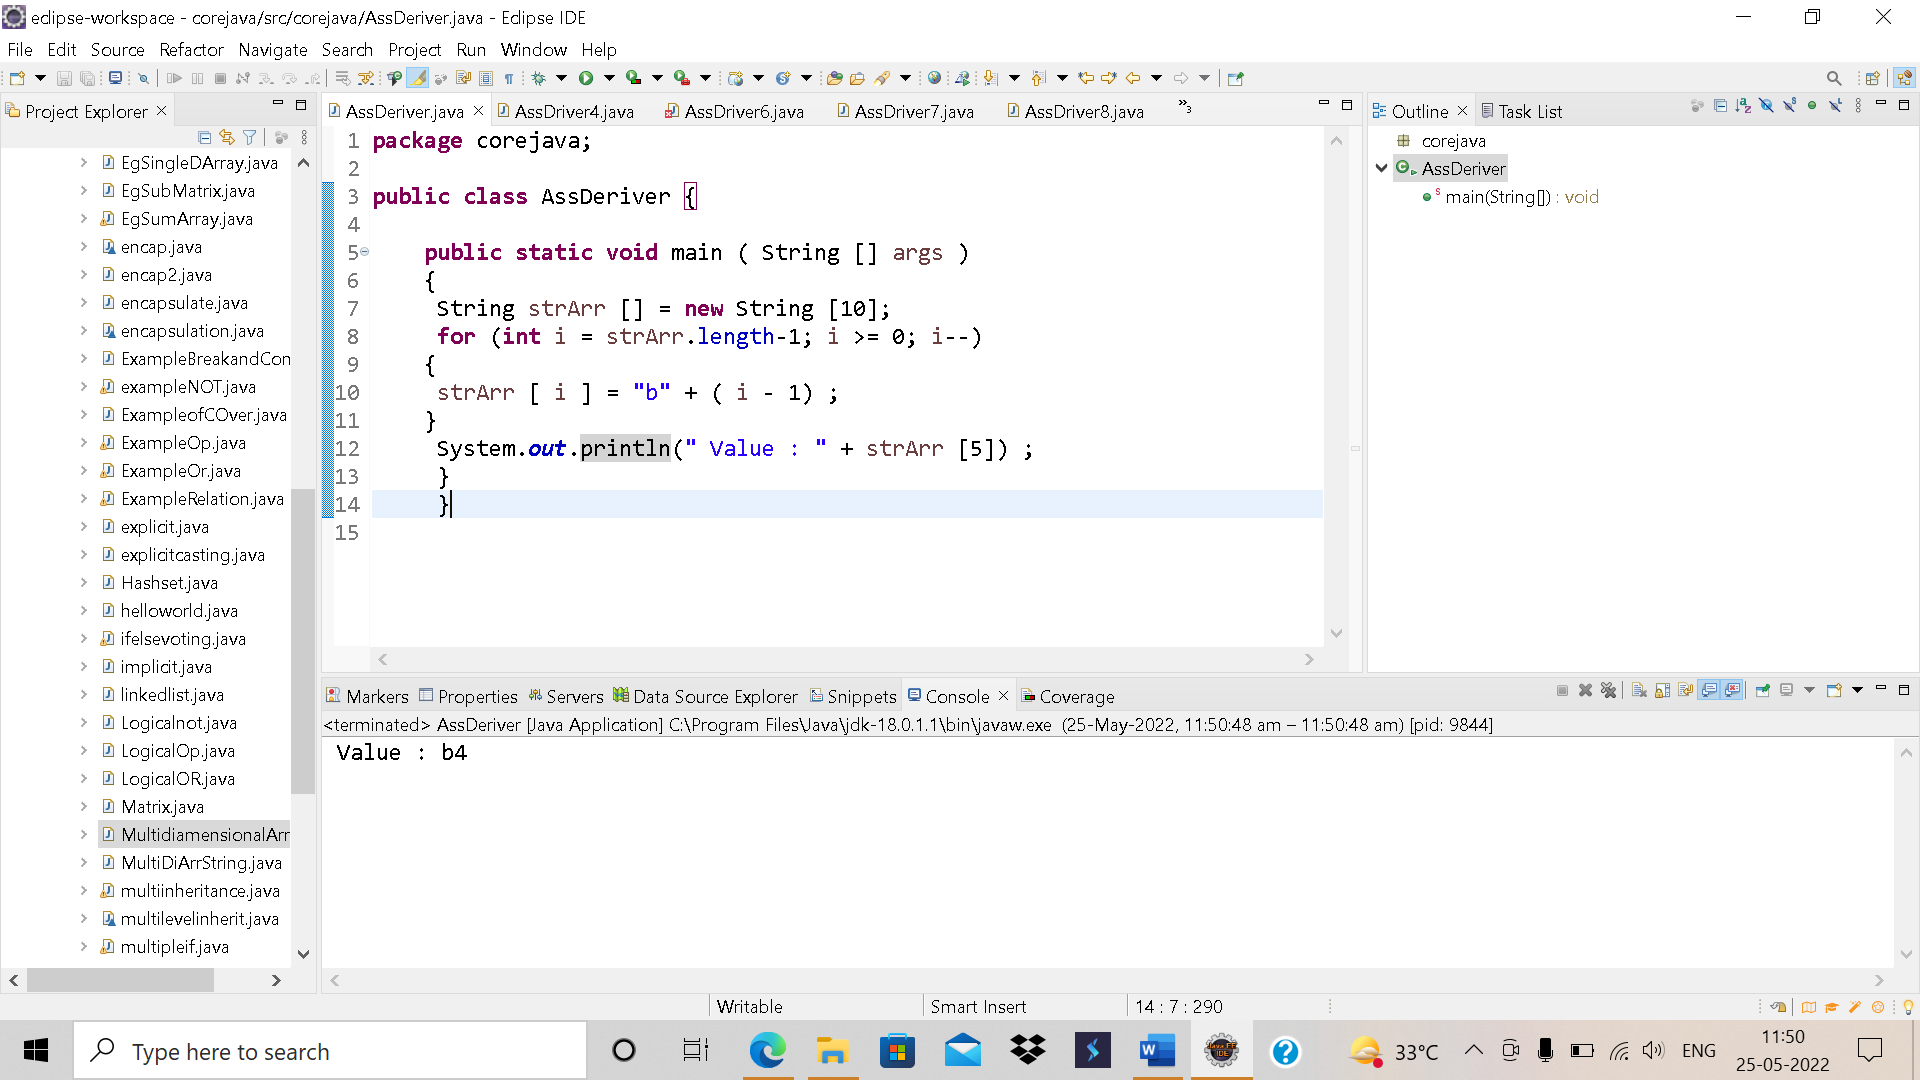 eclipse-workspace - corejava/src/corejava/AssDeriver.java - Eclipse IDE
File Edit Source Refactor Navigate Search Project Run Window Help
Project Explorer
EgSingleDArray.java
EgSubMatrix.java
EgSumArray.java
encap.java
encap2.java
encapsulate.java
encapsulation.java
ExampleBreakandCon
exampleNOT.java
ExampleofCOver.java
ExampleOp.java
ExampleOr.java
ExampleRelation.java
explicit.java
explicitcasting.java
Hashset.java
helloworld.java
ifelsevoting.java
implicit.java
linkedlist.java
Logicalnot.java
LogicalOp.java
LogicalOR.java
Matrix.java
MultidiamensionalArr
MultiDiArrString.java
multiinheritance.java
multilevelinherit.java
multipleif.java
AssDeriver.java AssDriver4.java AssDriver6.java AssDriver7.java AssDriver8.java »3
1 package corejava;
2
3 public class AssDeriver {
4
5 public static void main ( String [] args )
6 {
7 String strArr [] = new String [10];
8 for (int i = strArr.length-1; i >= 0; i--)
9 {
10 strArr [ i ] = "b" + ( i - 1) ;
11 }
12 System.out.println(" Value : " + strArr [5]) ;
13 }
14 }
15
Outline Task List
corejava
AssDeriver
main(String[]) : void
Markers Properties Servers Data Source Explorer Snippets Console Coverage
<terminated> AssDeriver [Java Application] C:\Program Files\Java\jdk-18.0.1.1\bin\javaw.exe (25-May-2022, 11:50:48 am – 11:50:48 am) [pid: 9844]
Value : b4
Writable Smart Insert 14 : 7 : 290
Type here to search
33°C ENG
11:50
25-05-2022